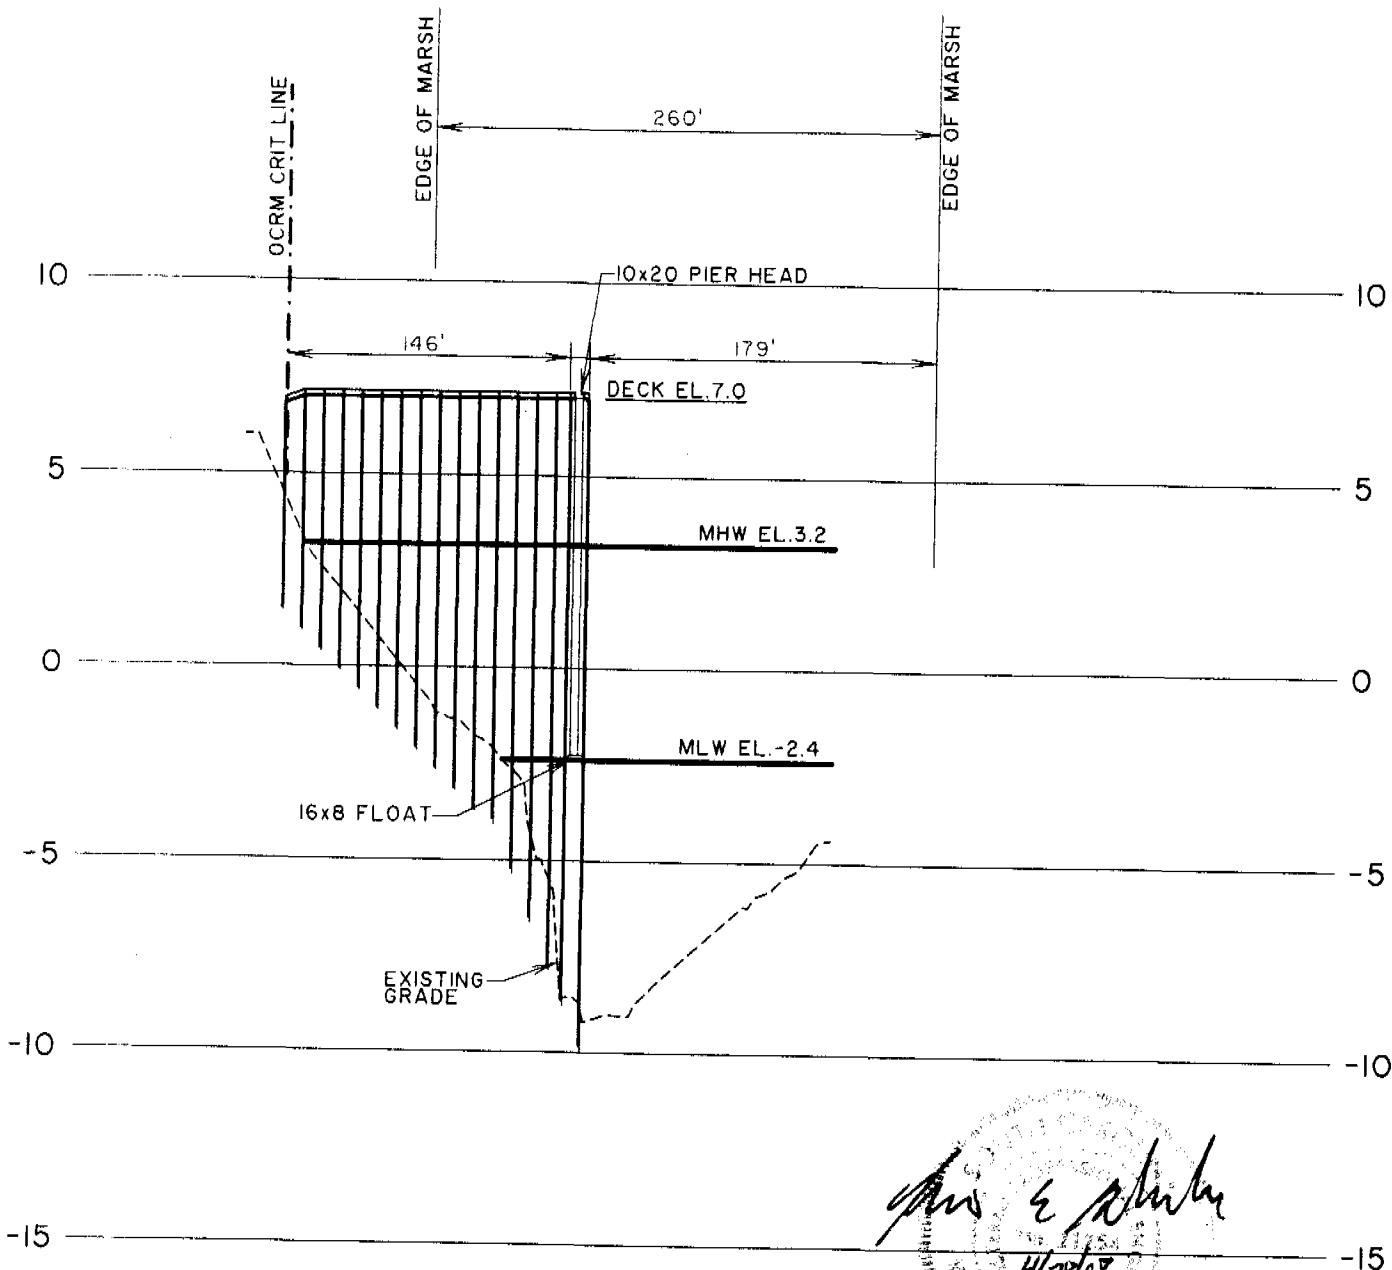 OCRM CRIT LINE
EDGE OF MARSH
EDGE OF MARSH
260'
10
10x20 PIER HEAD
10
146'
179'
DECK EL.7.0
5
5
MHW EL.3.2
0
0
MLW EL.-2.4
16x8 FLOAT
-5
-5
EXISTING
GRADE
-10
-10
-15
-15